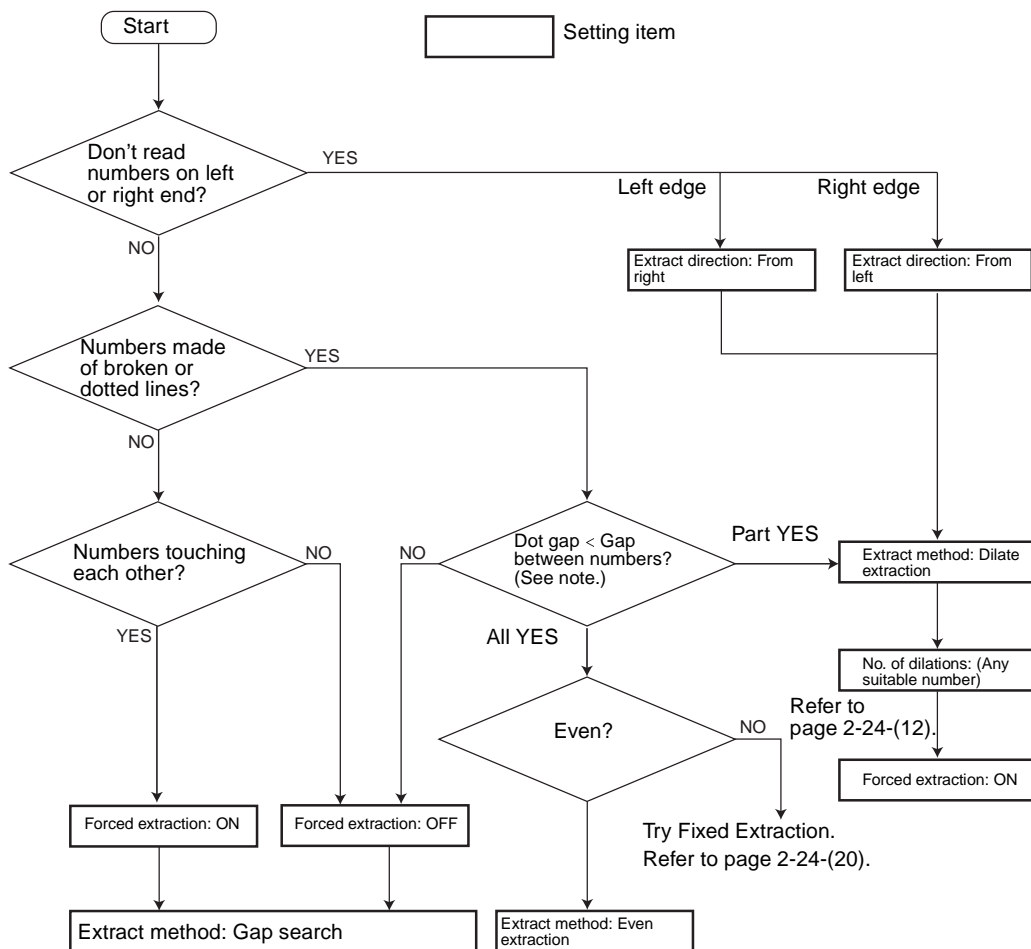 Start
Setting item
Don’t read
numbers on left
or right end?
YES
Left edge
Right edge
NO
Extract direction: From
right
Extract direction: From
left
Numbers made
of broken or
dotted lines?
YES
NO
Numbers touching
each other?
NO
NO
Dot gap < Gap
between numbers?
(See note.)
Part YES
Extract method: Dilate
extraction
YES
All YES
No. of dilations: (Any
suitable number)
Refer to
page 2-24-(12).
Even?
NO
Forced extraction: ON
Forced extraction: ON
Forced extraction: OFF
Try Fixed Extraction.
Refer to page 2-24-(20).
Extract method: Gap search
Extract method: Even
extraction